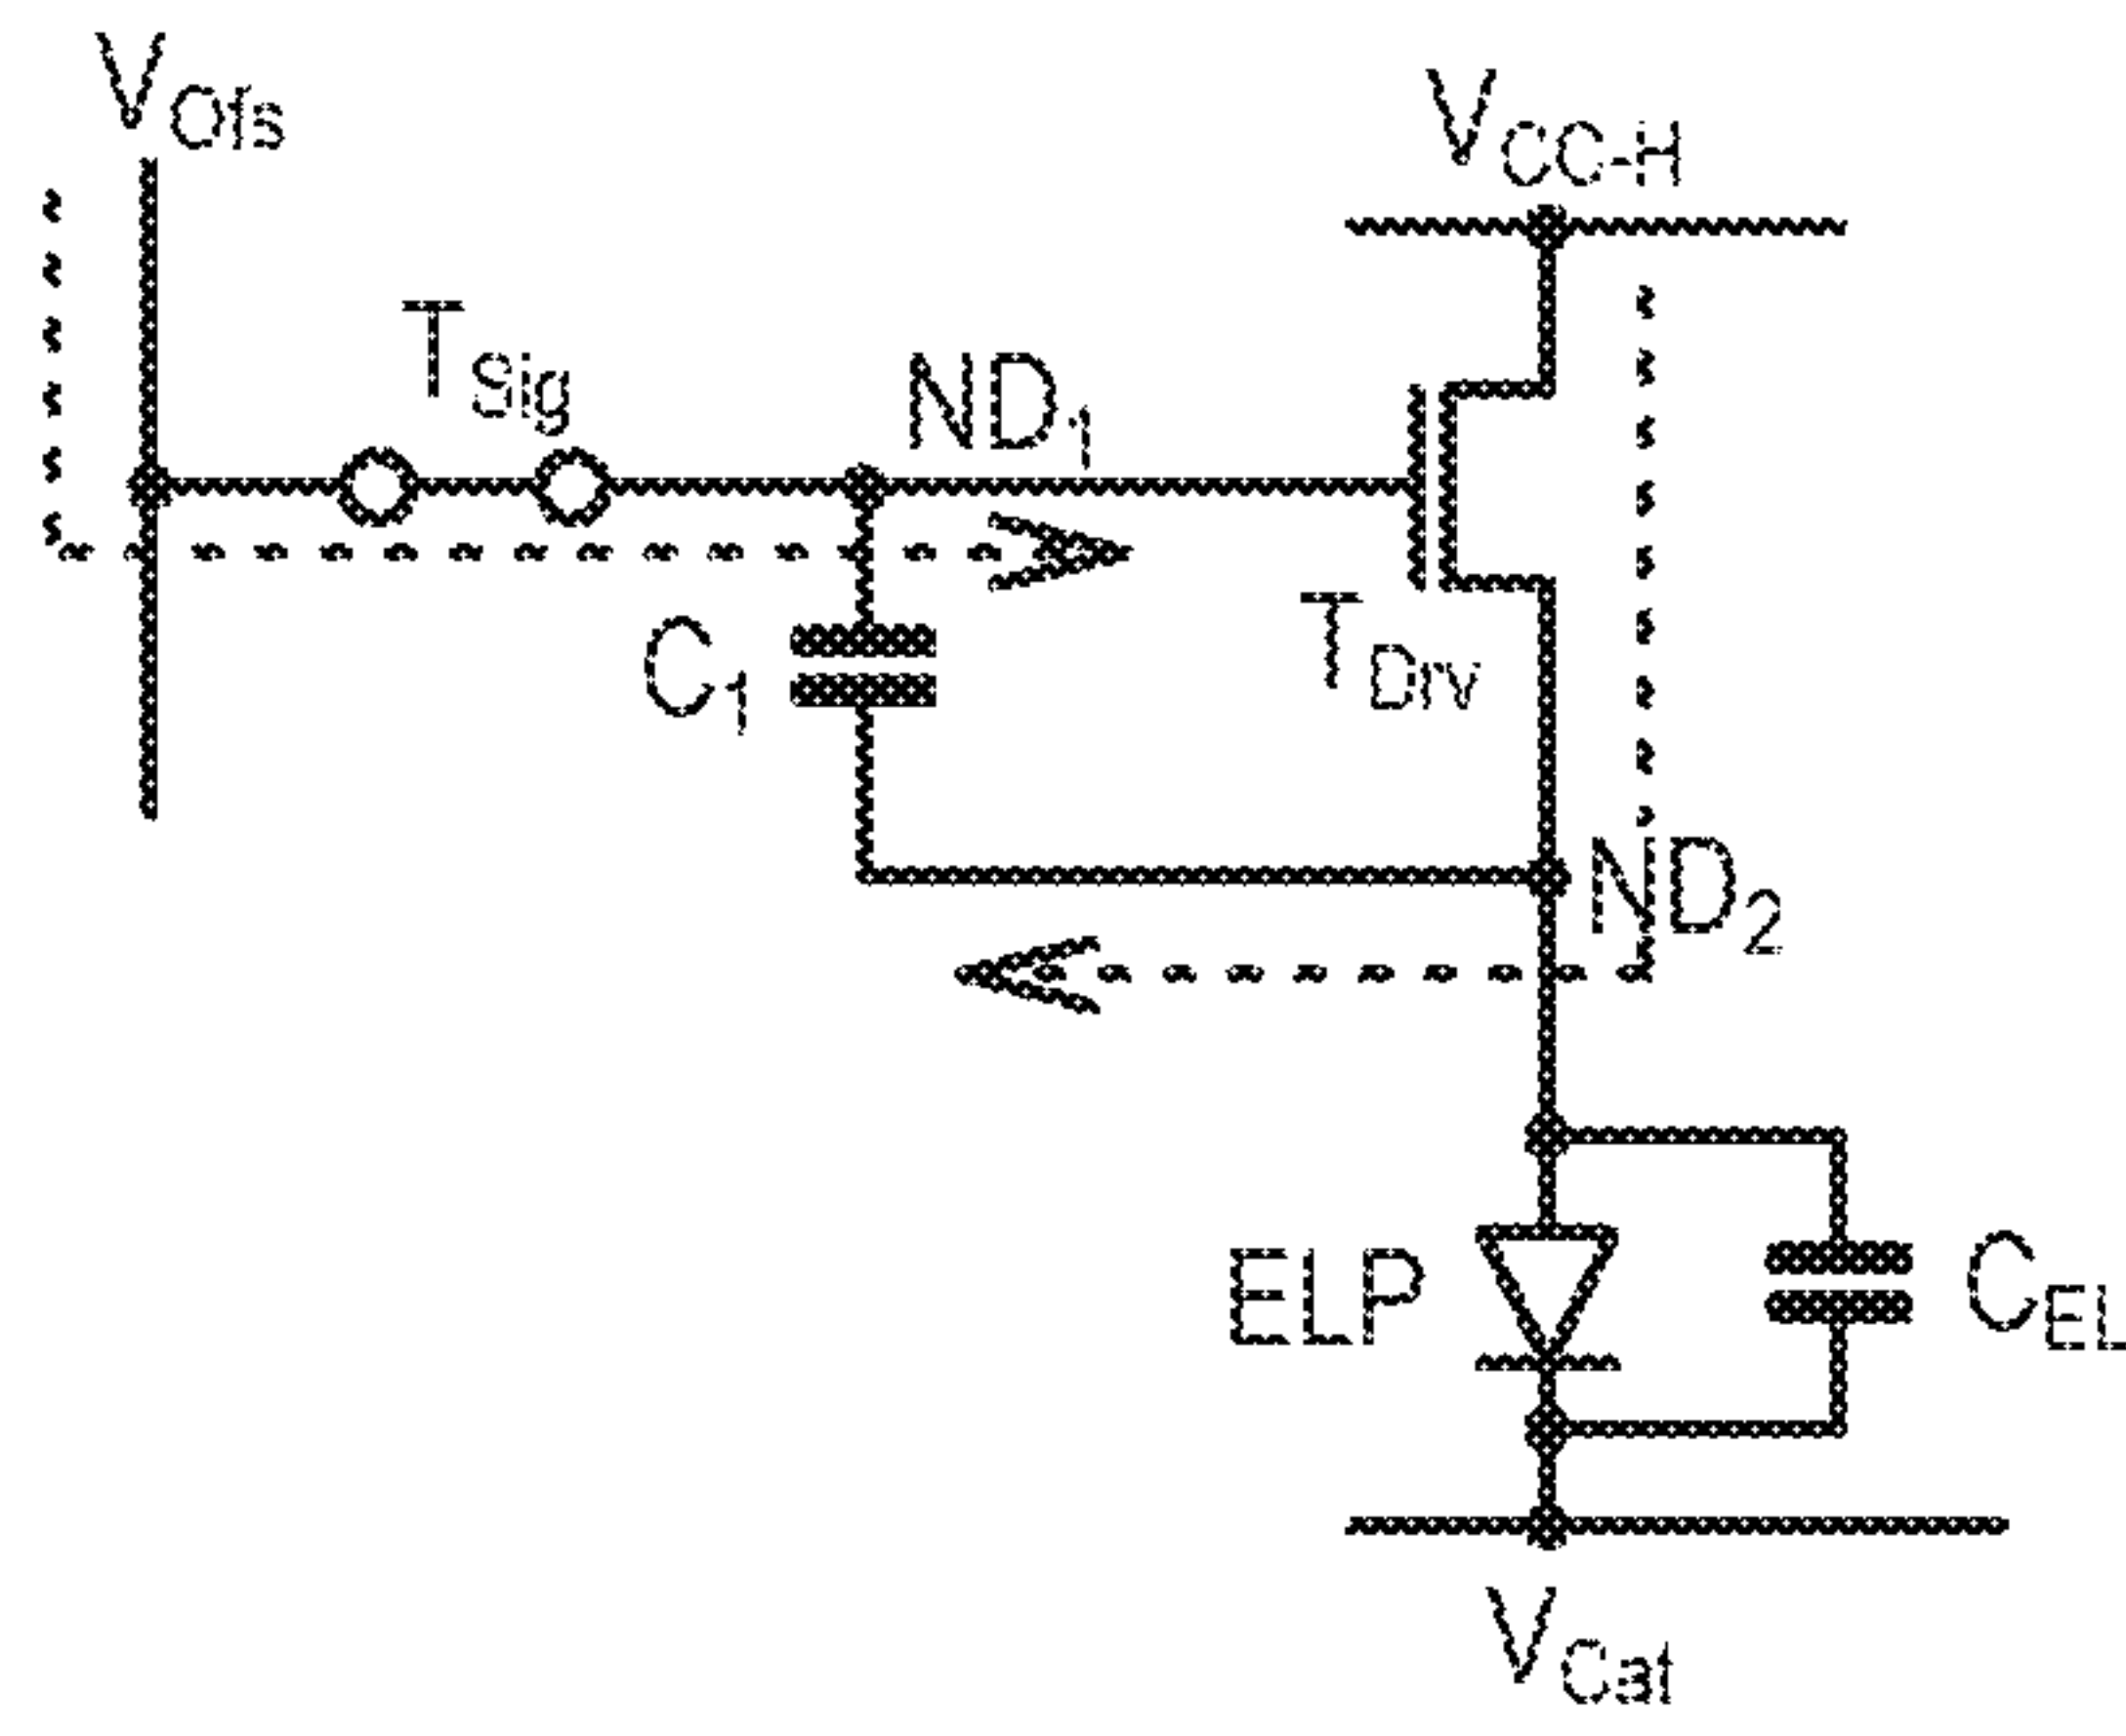 V_Ofs
V_CC-H
T_Sig
ND_1
C_1
T_Drv
ND_2
ELP
C_EL
V_Cat